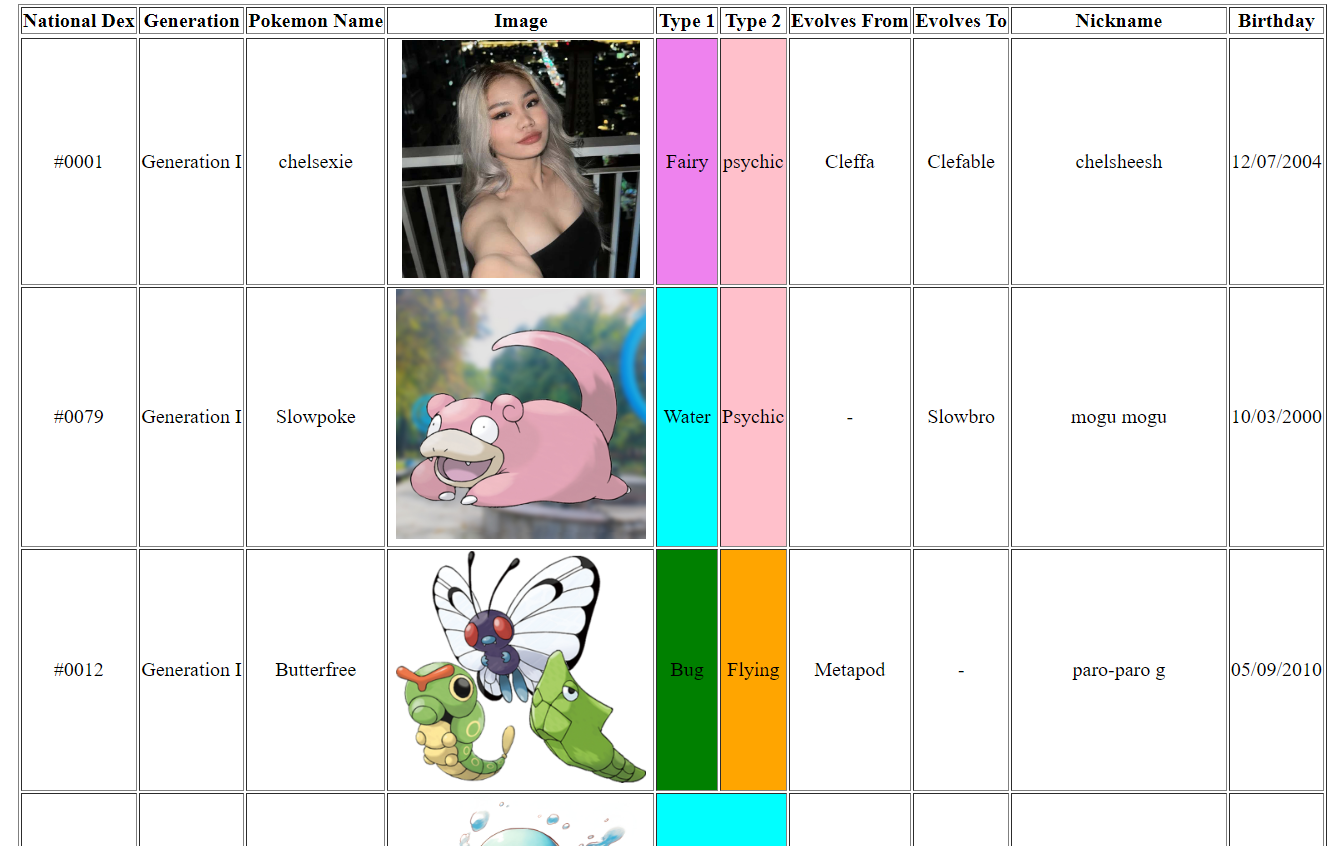 National Dex Generation Pokemon Name Image Type 1 Type 2 Evolves From Evolves To Nickname Birthday
#0001 Generation I chelsexie Fairy psychic Cleffa Clefable chelsheesh 12/07/2004
#0079 Generation I Slowpoke Water Psychic - Slowbro mogu mogu 10/03/2000
#0012 Generation I Butterfree Bug Flying Metapod - paro-paro g 05/09/2010